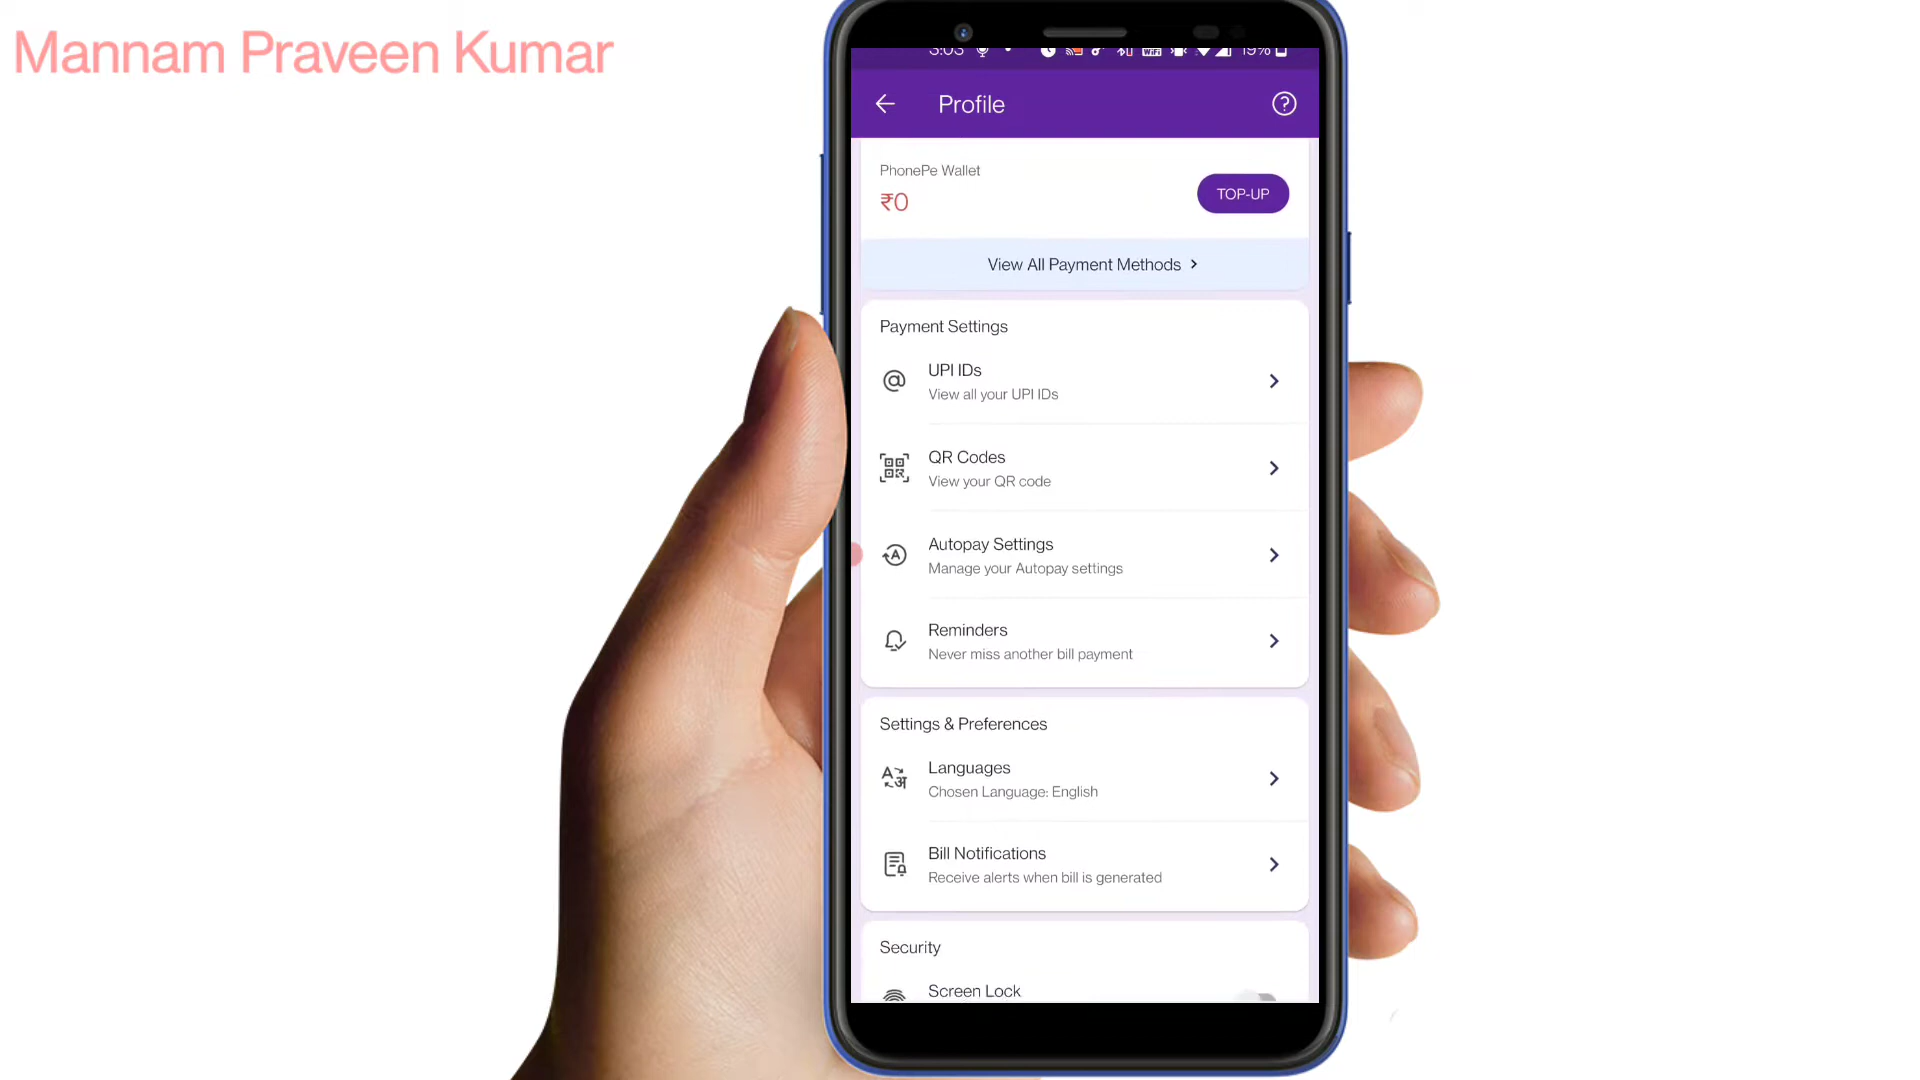 Mannam Praveen Kumar
3:03
19%
Profile
PhonePe Wallet
₹0
TOP-UP
View All Payment Methods
Payment Settings
UPI IDs
View all your UPI IDs
QR Codes
View your QR code
Autopay Settings
Manage your Autopay settings
Reminders
Never miss another bill payment
Settings & Preferences
Languages
Chosen Language: English
Bill Notifications
Receive alerts when bill is generated
Security
Screen Lock